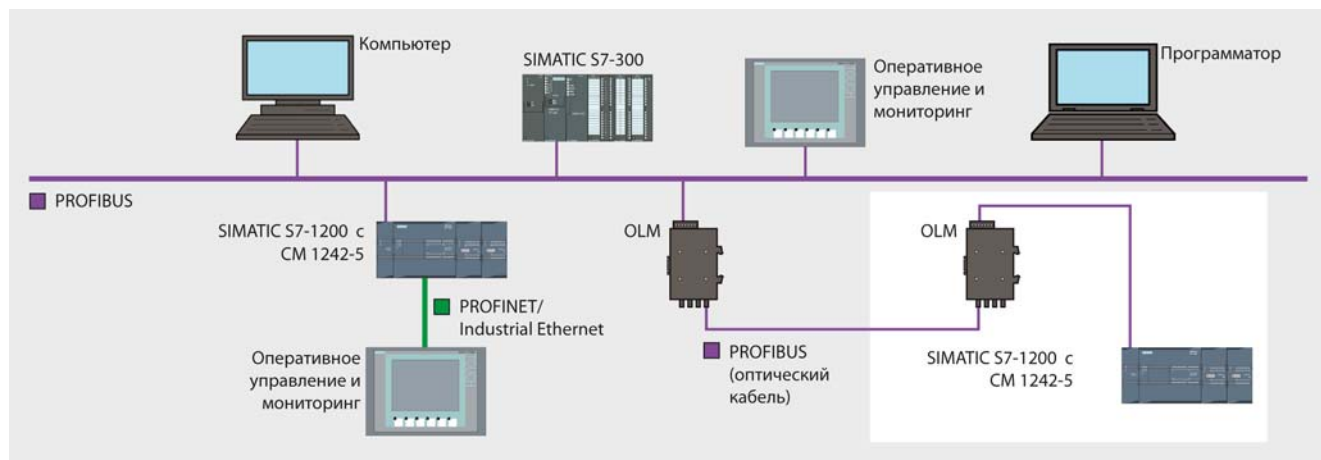 Компьютер
SIMATIC S7-300
Оперативное
управление и
мониторинг
Программатор
PROFIBUS
SIMATIC S7-1200 с
CM 1242-5
OLM
OLM
PROFINET/
Industrial Ethernet
Оперативное
управление и
мониторинг
PROFIBUS
(оптический
кабель)
SIMATIC S7-1200 с
CM 1242-5